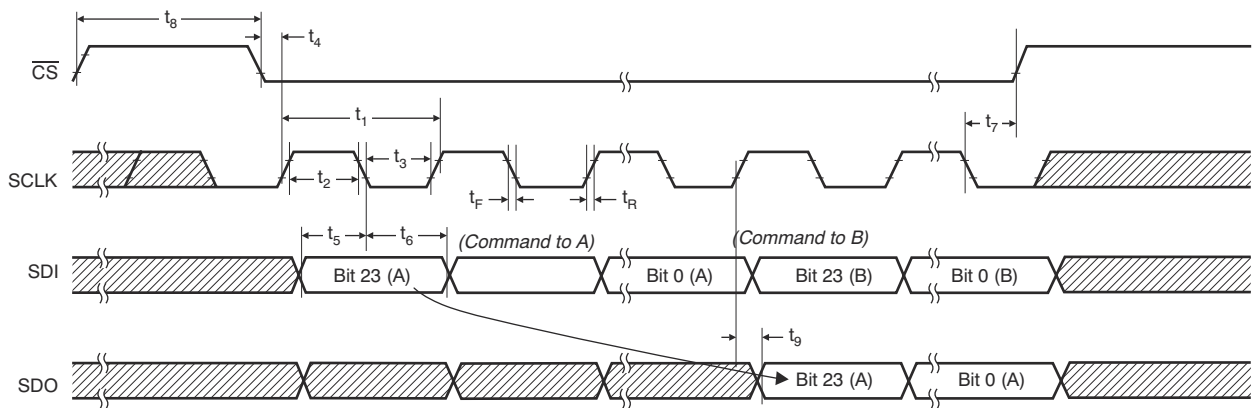 t8
t4
CS
t1
t7
t3
SCLK
t2
tF
tR
t5
t6
(Command to A)
(Command to B)
SDI
Bit 23 (A)
Bit 0 (A)
Bit 23 (B)
Bit 0 (B)
t9
SDO
Bit 23 (A)
Bit 0 (A)